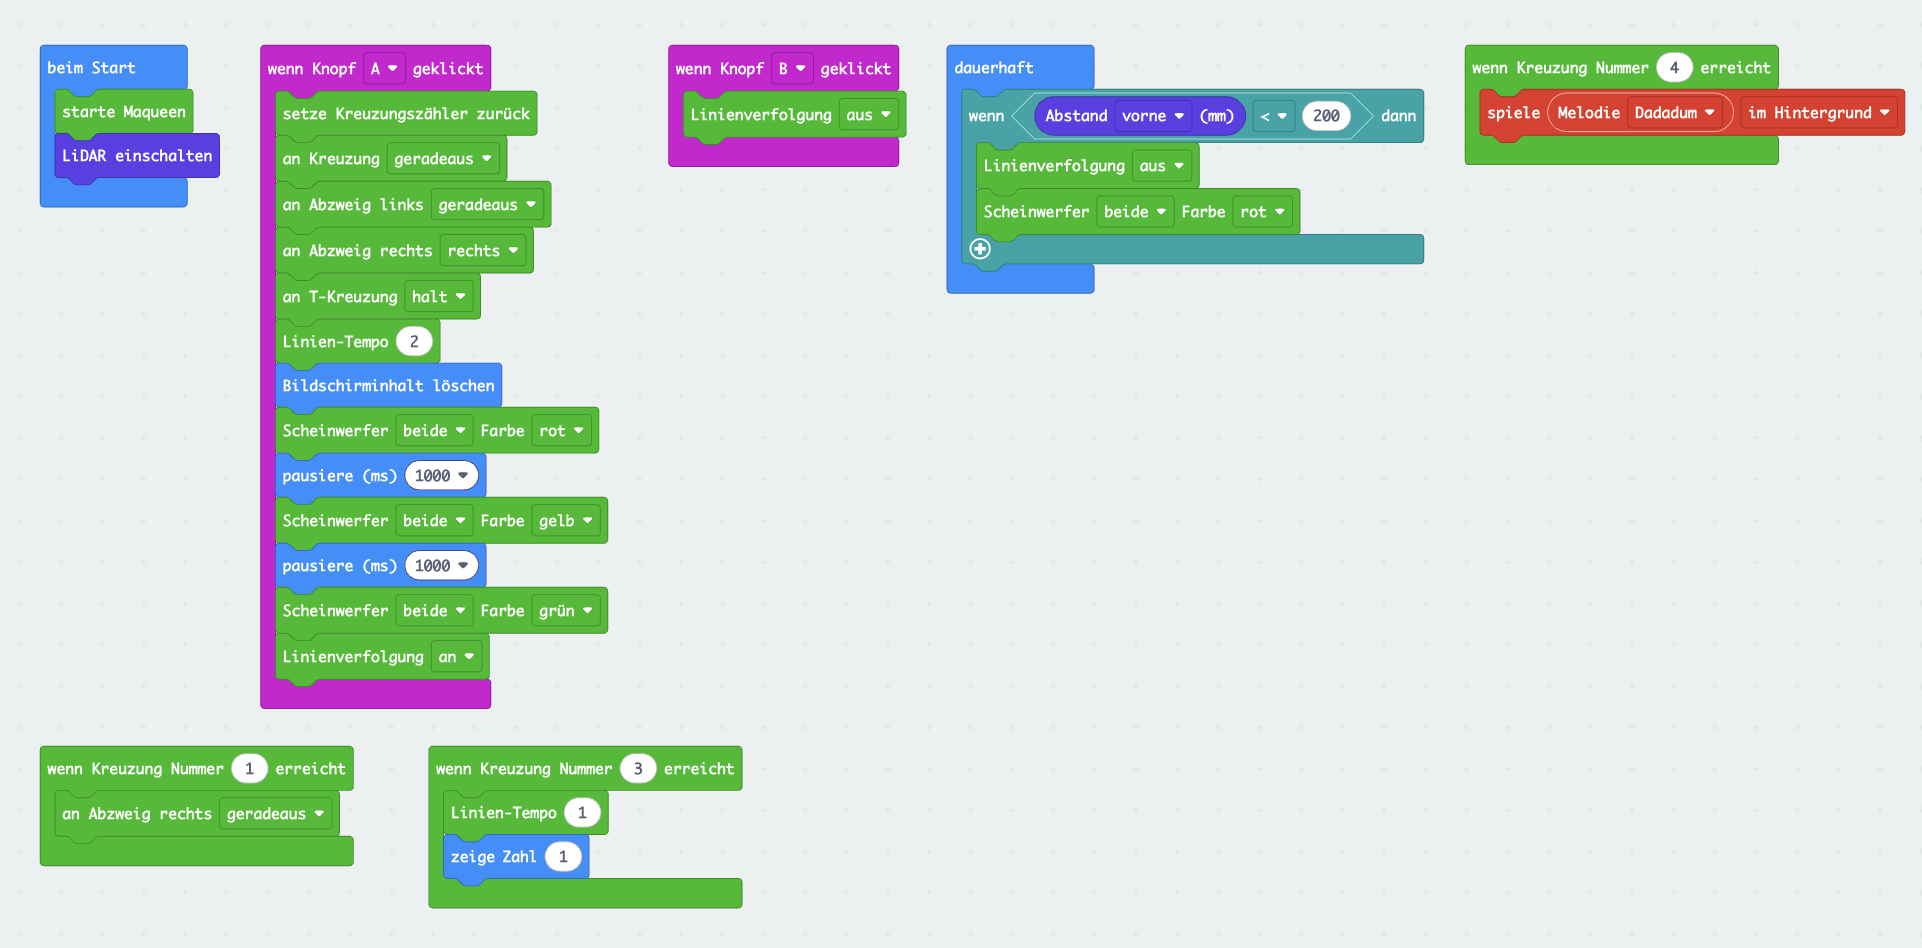 beim Start
starte Maqueen
LiDAR einschalten
wenn Knopf A geklickt
setze Kreuzungszähler zurück
an Kreuzung geradeaus
an Abzweig links geradeaus
an Abzweig rechts rechts
an T-Kreuzung halt
Linien-Tempo 2
Bildschirminhalt löschen
Scheinwerfer beide Farbe rot
pausiere (ms) 1000
Scheinwerfer beide Farbe gelb
pausiere (ms) 1000
Scheinwerfer beide Farbe grün
Linienverfolgung an
wenn Knopf B geklickt
Linienverfolgung aus
dauerhaft
wenn Abstand vorne (mm) < 200 dann
Linienverfolgung aus
Scheinwerfer beide Farbe rot
wenn Kreuzung Nummer 4 erreicht
spiele Melodie Dadadum im Hintergrund
wenn Kreuzung Nummer 1 erreicht
an Abzweig rechts geradeaus
wenn Kreuzung Nummer 3 erreicht
Linien-Tempo 1
zeige Zahl 1